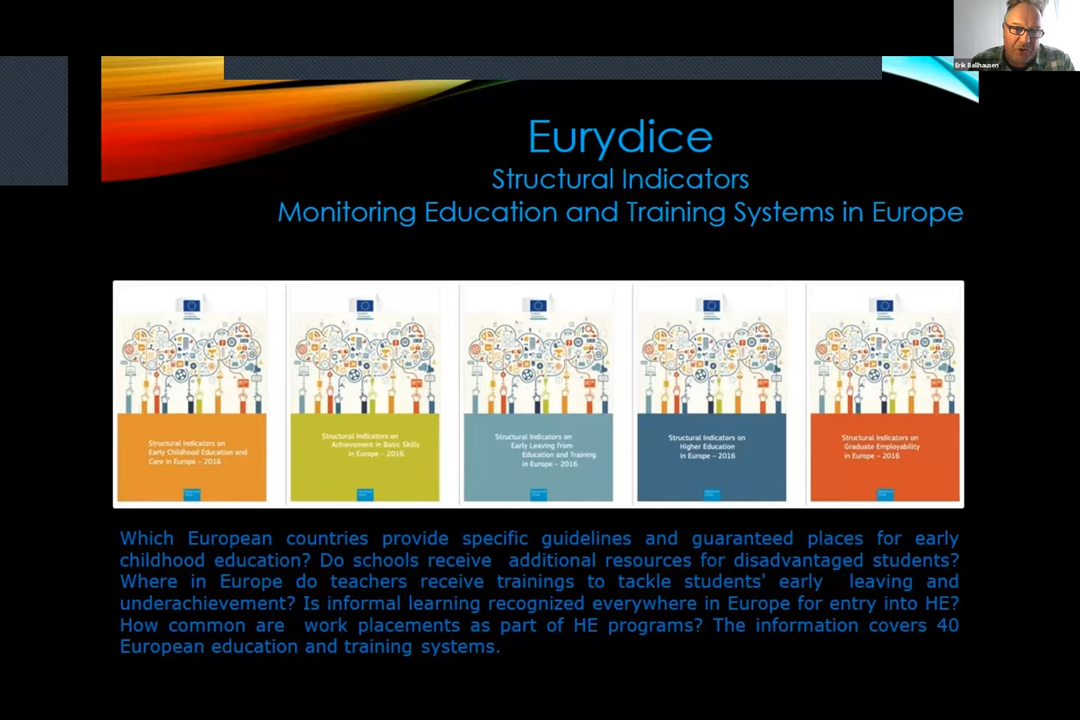 Erik Ballhausen
Eurydice
Structural Indicators
Monitoring Education and Training Systems in Europe
Structural Indicators on
Early Childhood Education and
Care in Europe – 2016
Structural Indicators on
Achievement in Basic Skills
in Europe – 2016
Structural Indicators on
Early Leaving from
Education and Training
in Europe – 2016
Structural Indicators on
Higher Education
in Europe – 2016
Structural Indicators on
Graduate Employability
in Europe – 2016
Which European countries provide specific guidelines and guaranteed places for early
childhood education? Do schools receive additional resources for disadvantaged students?
Where in Europe do teachers receive trainings to tackle students' early leaving and
underachievement? Is informal learning recognized everywhere in Europe for entry into HE?
How common are work placements as part of HE programs? The information covers 40
European education and training systems.